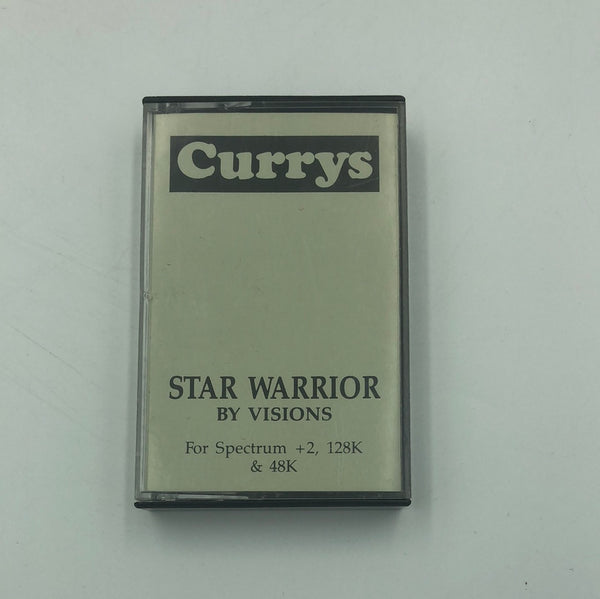 Currys
STAR WARRIOR
BY VISIONS
For Spectrum +2, 128K
& 48K